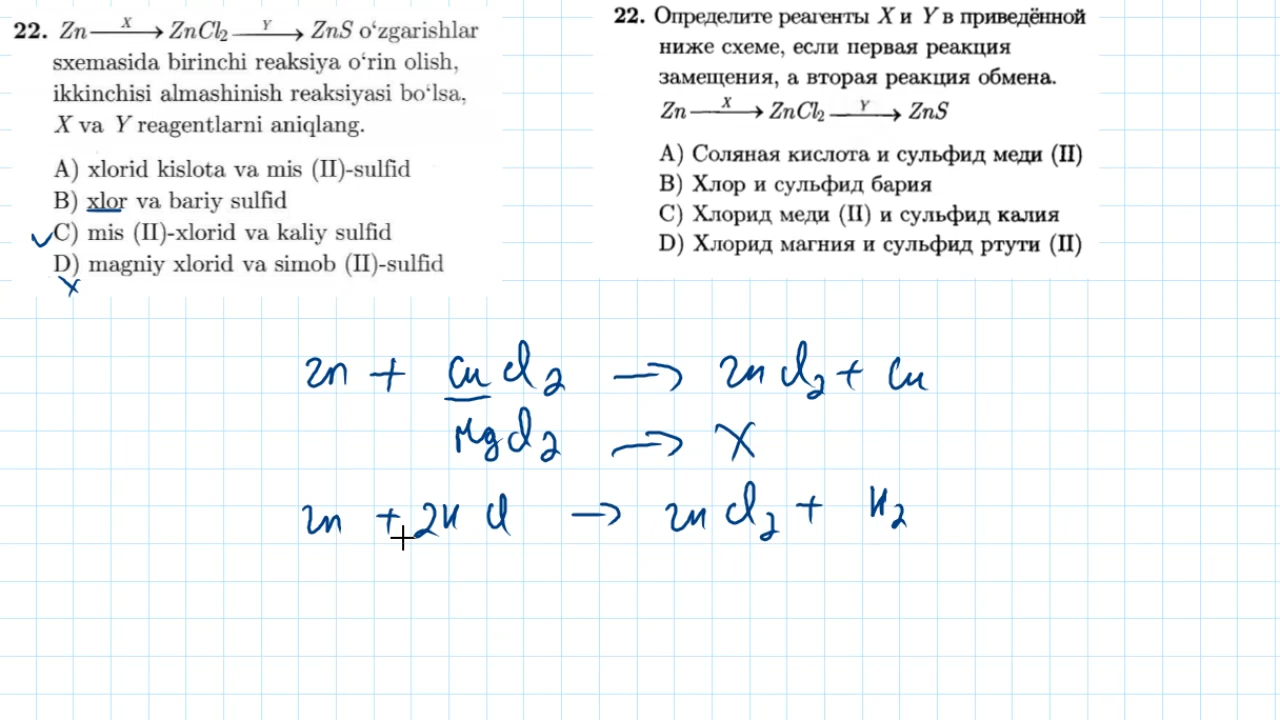 22. Zn —X→ ZnCl₂ —Y→ ZnS o‘zgarishlar
sxemasida birinchi reaksiya o‘rin olish,
ikkinchisi almashinish reaksiyasi bo‘lsa,
X va Y reagentlarni aniqlang.
A) xlorid kislota va mis (II)-sulfid
B) xlor va bariy sulfid
C) mis (II)-xlorid va kaliy sulfid
D) magniy xlorid va simob (II)-sulfid
22. Определите реагенты X и Y в приведённой
ниже схеме, если первая реакция
замещения, а вторая реакция обмена.
Zn —X→ ZnCl₂ —Y→ ZnS
A) Соляная кислота и сульфид меди (II)
B) Хлор и сульфид бария
C) Хлорид меди (II) и сульфид калия
D) Хлорид магния и сульфид ртути (II)
Zn + CuCl₂ → ZnCl₂ + Cu
MgCl₂ → X
Zn + 2HCl → ZnCl₂ + H₂